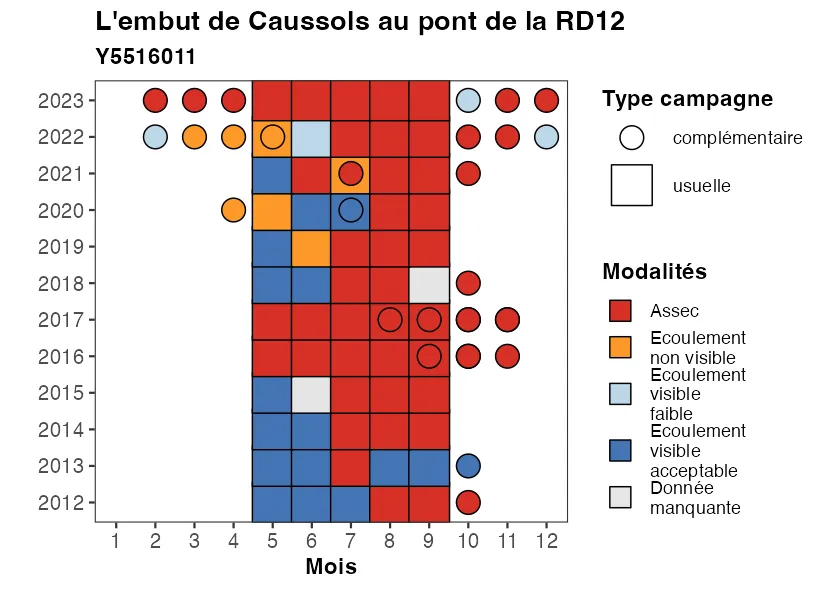 L'embut de Caussols au pont de la RD12
Y5516011
2023
2022
2021
2020
2019
2018
2017
2016
2015
2014
2013
2012
1 2 3 4 5 6 7 8 9 10 11 12
Mois
Type campagne
complémentaire
usuelle
Modalités
Assec
Ecoulement
non visible
Ecoulement
visible
faible
Ecoulement
visible
acceptable
Donnée
manquante